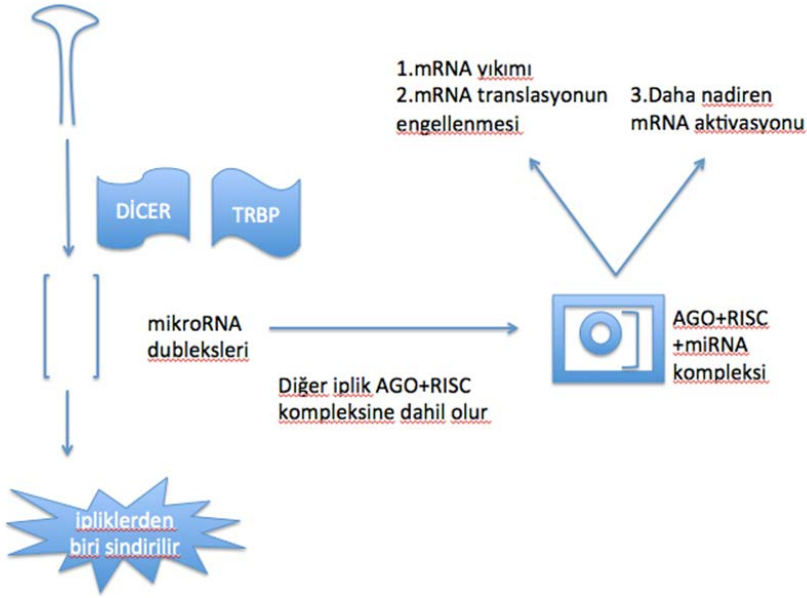 1.mRNA yıkımı
2.mRNA translasyonun
engellenmesi
3.Daha nadiren
mRNA aktivasyonu
DİCER
TRBP
mikroRNA
dubleksleri
Diğer iplik AGO+RISC
kompleksine dahil olur
AGO+RISC
+miRNA
kompleksi
ipliklerden
biri sindirilir